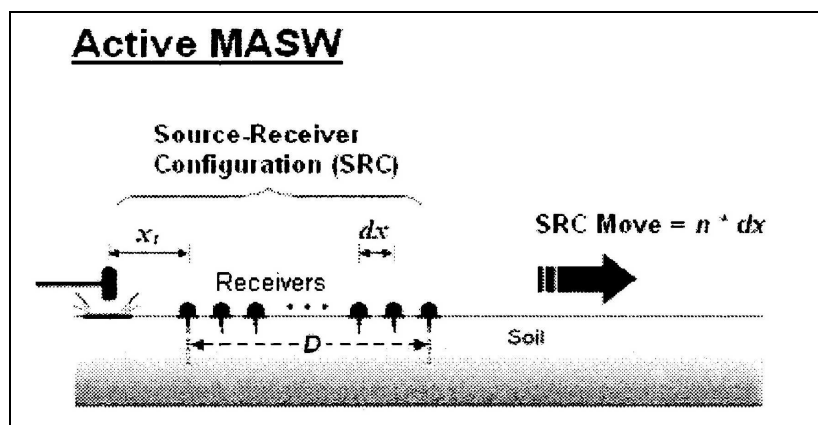 Active MASW
Source-Receiver
Configuration (SRC)
x₁
dx
SRC Move = n * dx
Receivers
D
Soil